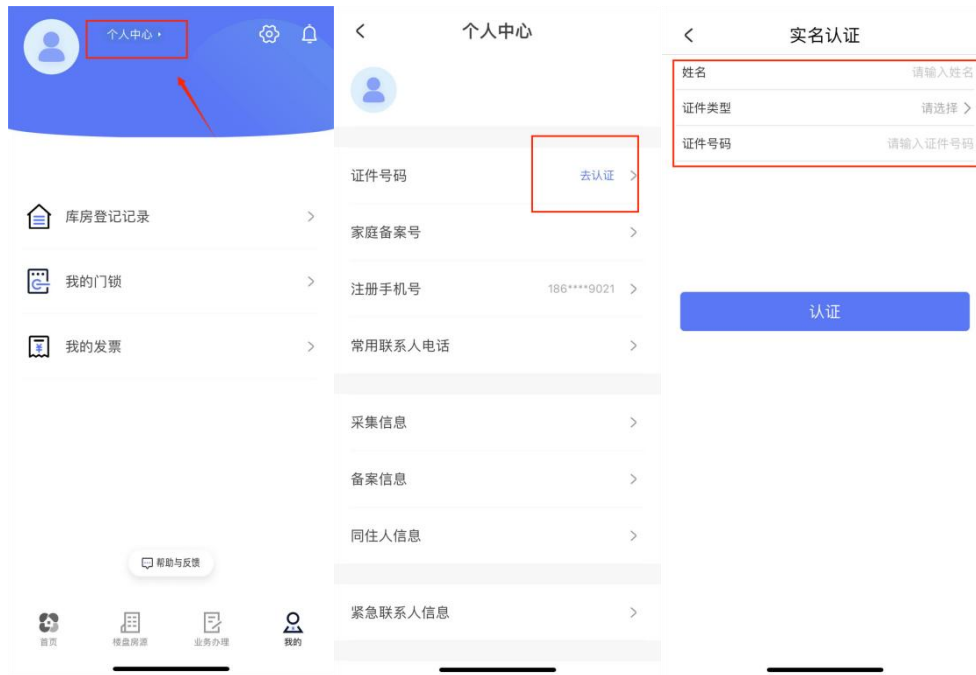 个人中心
库房登记记录
我的门锁
我的发票
帮助与反馈
首页
楼盘房源
业务办理
我的
个人中心
证件号码 去认证
家庭备案号
注册手机号 186****9021
常用联系人电话
采集信息
备案信息
同住人信息
紧急联系人信息
实名认证
姓名 请输入姓名
证件类型 请选择
证件号码 请输入证件号码
认证